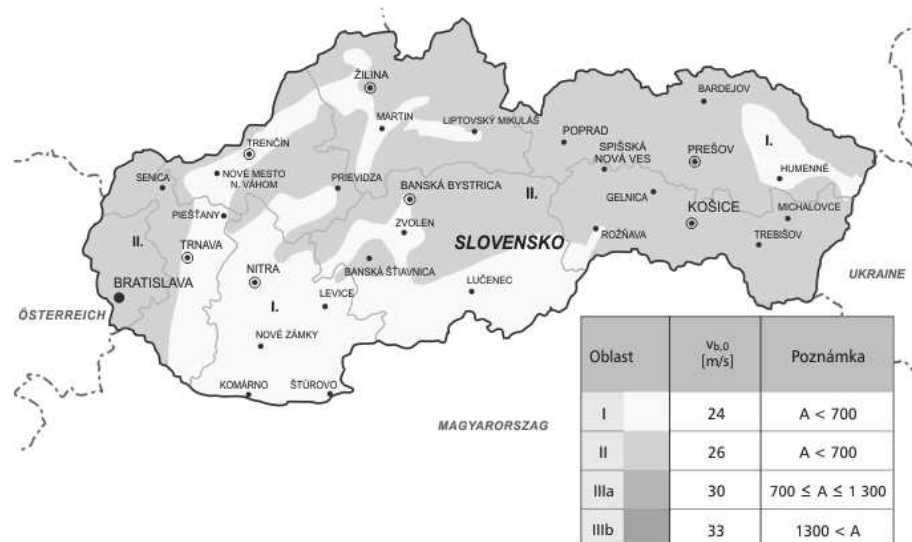 ŽILINA
BARDEJOV
MARTIN
LIPTOVSKÝ MIKULÁŠ
POPRAD
SPIŠSKÁ
NOVÁ VES
PREŠOV
I.
TRENČÍN
HUMENNÉ
SENICA
NOVÉ MESTO
N. VÁHOM
PRIEVIDZA
BANSKÁ BYSTRICA
II.
GELNICA
KOŠICE
MICHALOVCE
PIEŠŤANY
ZVOLEN
ROŽŇAVA
TREBIŠOV
II.
TRNAVA
SLOVENSKO
BRATISLAVA
NITRA
BANSKÁ ŠŤIAVNICA
UKRAINE
LUČENEC
I.
LEVICE
ÖSTERREICH
NOVÉ ZÁMKY
KOMÁRNO
ŠTÚROVO
MAGYARORSZAG
Oblast vb,0 [m/s] Poznámka
I 24 A < 700
II 26 A < 700
IIIa 30 700 ≤ A ≤ 1 300
IIIb 33 1300 < A